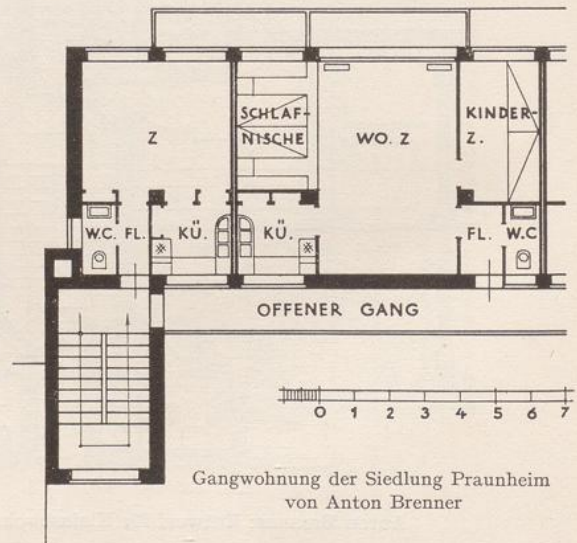 Z
SCHLAF-
NISCHE
WO. Z
KINDER-
Z.
W.C.
FL.
KÜ.
KÜ.
FL.
W.C
OFFENER GANG
0 1 2 3 4 5 6 7
Gangwohnung der Siedlung Praunheim
von Anton Brenner